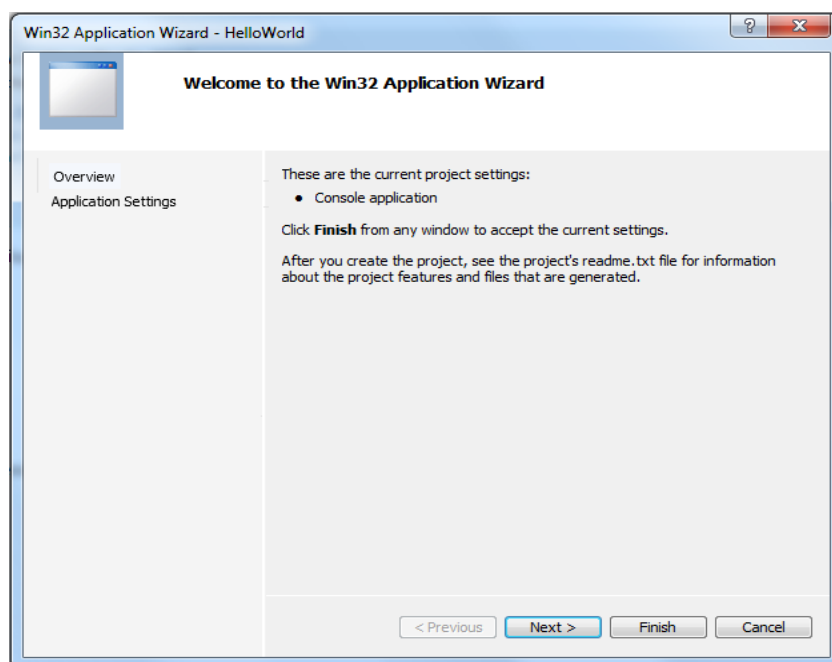 Win32 Application Wizard - HelloWorld
?
Welcome to the Win32 Application Wizard
Overview
Application Settings
These are the current project settings:
• Console application
Click Finish from any window to accept the current settings.
After you create the project, see the project's readme.txt file for information
about the project features and files that are generated.
< Previous
Next >
Finish
Cancel